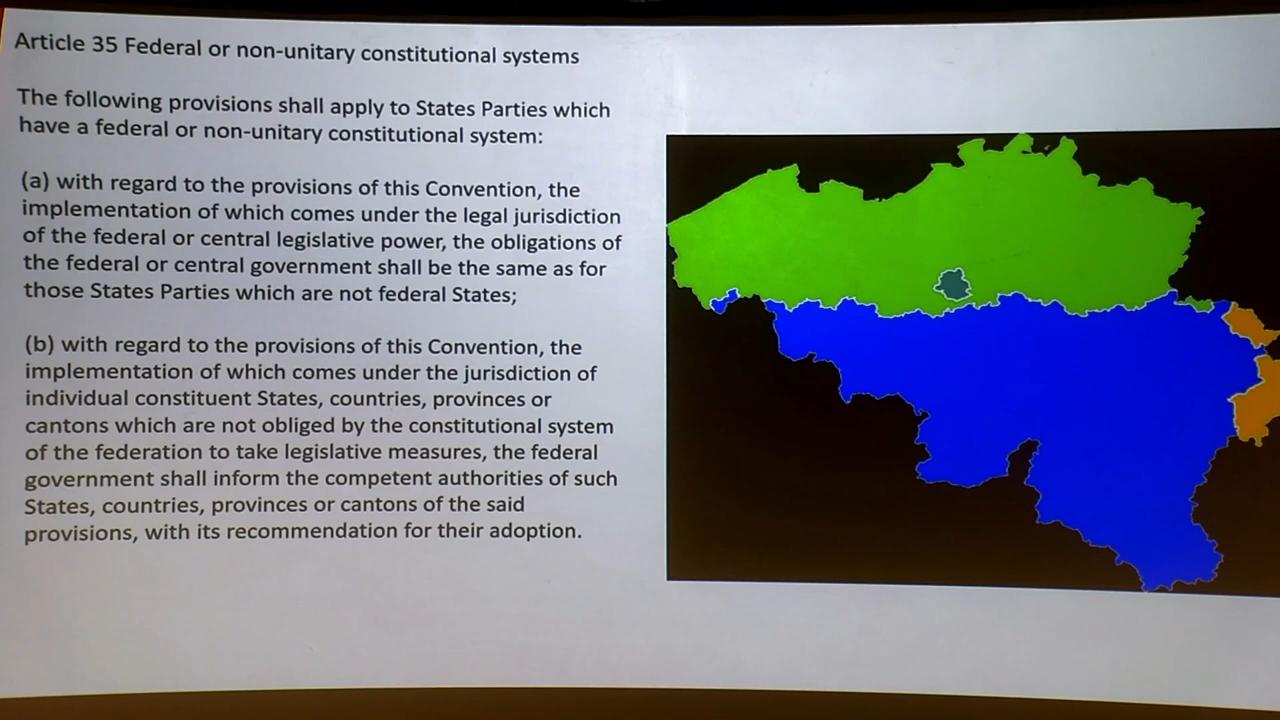 Article 35 Federal or non-unitary constitutional systems
The following provisions shall apply to States Parties which
have a federal or non-unitary constitutional system:
(a) with regard to the provisions of this Convention, the
implementation of which comes under the legal jurisdiction
of the federal or central legislative power, the obligations of
the federal or central government shall be the same as for
those States Parties which are not federal States;
(b) with regard to the provisions of this Convention, the
implementation of which comes under the jurisdiction of
individual constituent States, countries, provinces or
cantons which are not obliged by the constitutional system
of the federation to take legislative measures, the federal
government shall inform the competent authorities of such
States, countries, provinces or cantons of the said
provisions, with its recommendation for their adoption.